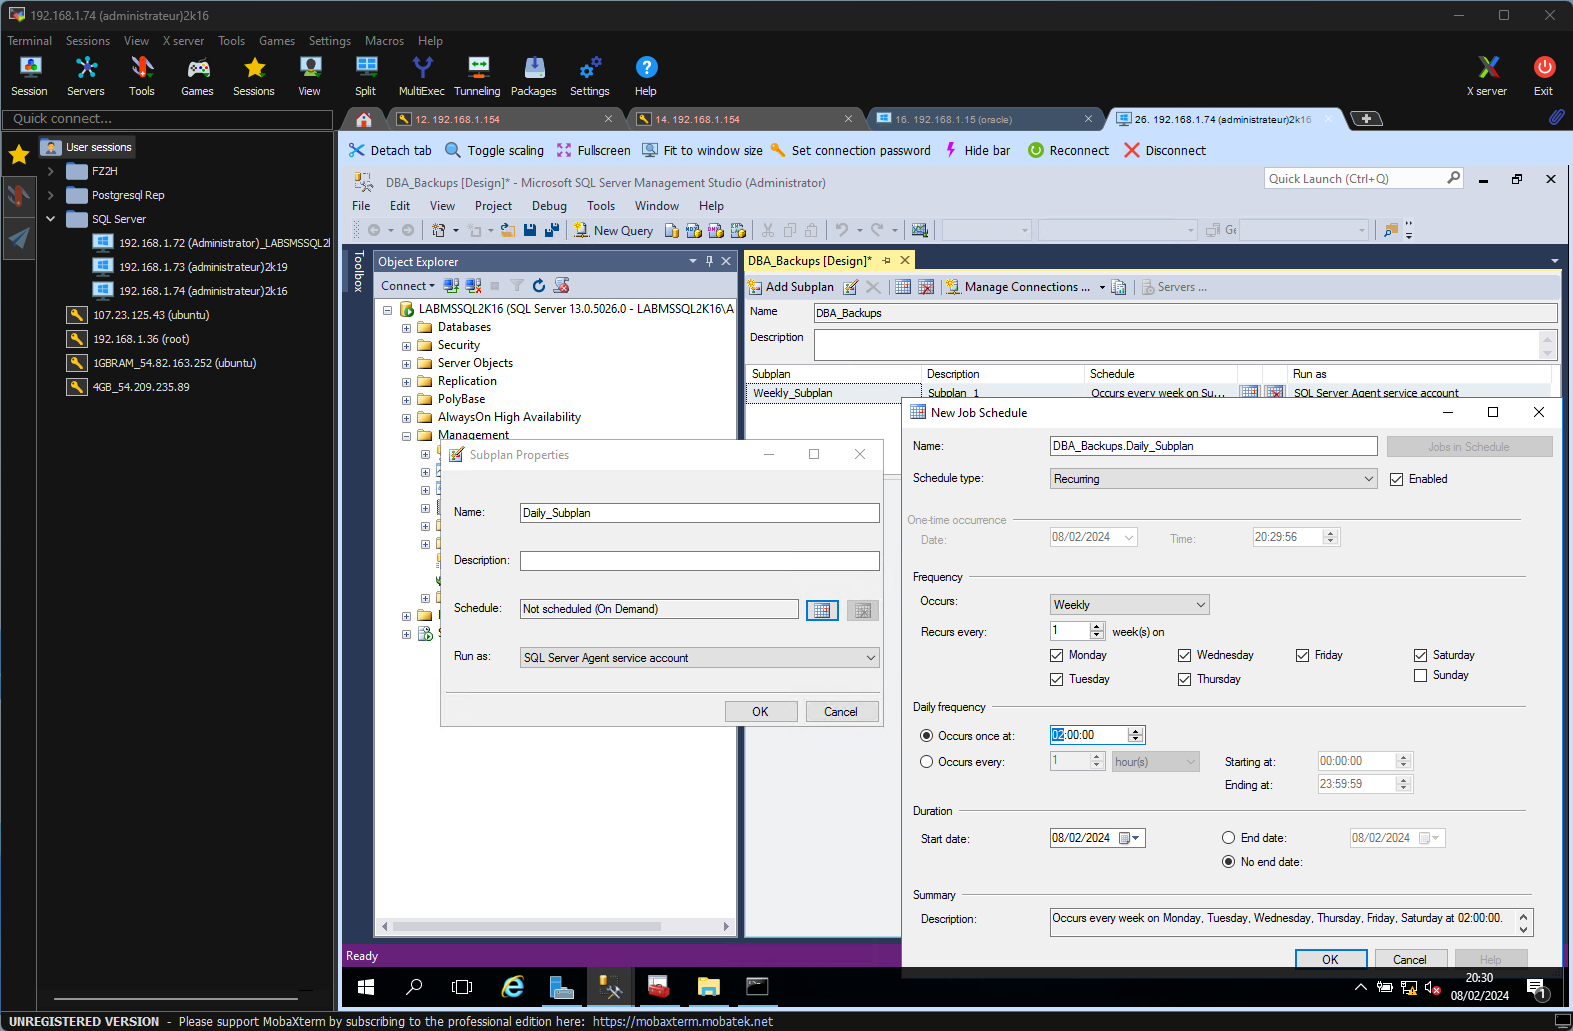 192.168.1.74 (administrateur)2k16
Terminal Sessions View X server Tools Games Settings Macros Help
Session Servers Tools Games Sessions View Split MultiExec Tunneling Packages Settings Help X server Exit
Quick connect...
12. 192.168.1.154
14. 192.168.1.154
16. 192.168.1.15 (oracle)
26. 192.168.1.74 (administrateur)2k16
User sessions
FZ2H
Postgresql Rep
SQL Server
192.168.1.72 (Administrator)_LABSMSSQL2
192.168.1.73 (administrateur)2k19
192.168.1.74 (administrateur)2k16
107.23.125.43 (ubuntu)
192.168.1.36 (root)
1GBRAM_54.82.163.252 (ubuntu)
4GB_54.209.235.89
Detach tab Toggle scaling Fullscreen Fit to window size Set connection password Hide bar Reconnect Disconnect
DBA_Backups [Design]* - Microsoft SQL Server Management Studio (Administrator)
Quick Launch (Ctrl+Q)
File Edit View Project Debug Tools Window Help
New Query
Toolbox
Object Explorer
Connect
LABMSSQL2K16 (SQL Server 13.0.5026.0 - LABMSSQL2K16\A
Databases
Security
Server Objects
Replication
PolyBase
AlwaysOn High Availability
Management
DBA_Backups [Design]*
Add Subplan Manage Connections ... Servers ...
Name DBA_Backups
Description
Subplan Description Schedule Run as
Weekly_Subplan Subplan_1 Occurs every week on Su... SQL Server Agent service account
Subplan Properties
Name: Daily_Subplan
Description:
Schedule: Not scheduled (On Demand)
Run as: SQL Server Agent service account
OK Cancel
New Job Schedule
Name: DBA_Backups.Daily_Subplan Jobs in Schedule
Schedule type: Recurring Enabled
One-time occurrence
Date: 08/02/2024 Time: 20:29:56
Frequency
Occurs: Weekly
Recurs every: 1 week(s) on
Monday Wednesday Friday Saturday
Tuesday Thursday Sunday
Daily frequency
Occurs once at: 02:00:00
Occurs every: 1 hour(s) Starting at: 00:00:00
Ending at: 23:59:59
Duration
Start date: 08/02/2024 End date: 08/02/2024
No end date:
Summary
Description: Occurs every week on Monday, Tuesday, Wednesday, Thursday, Friday, Saturday at 02:00:00.
OK Cancel Help
Ready
20:30
08/02/2024
1
UNREGISTERED VERSION - Please support MobaXterm by subscribing to the professional edition here: https://mobaxterm.mobatek.net